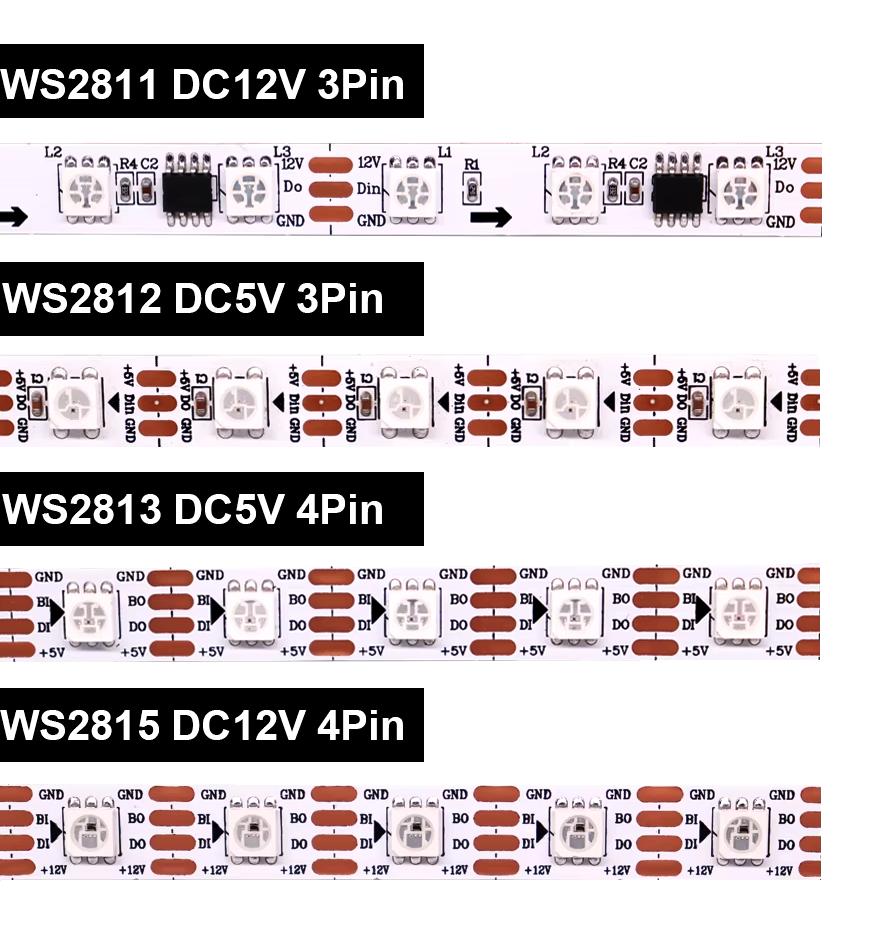 WS2811 DC12V 3Pin
L2 R4 C2 L3 12V 12V L1 R1 L2 R4 C2 L3 12V
Do Din Do
GND GND GND
WS2812 DC5V 3Pin
+5V +5V +5V +5V +5V +5V +5V +5V +5V +5V
DO Din DO Din DO Din DO Din DO Din
GND GND GND GND GND GND GND GND GND GND
WS2813 DC5V 4Pin
GND GND GND GND GND GND GND GND GND GND
BI BO BI BO BI BO BI BO BI BO
DI DO DI DO DI DO DI DO DI DO
+5V +5V +5V +5V +5V +5V +5V +5V +5V +5V
WS2815 DC12V 4Pin
GND GND GND GND GND GND GND GND GND GND
BI BO BI BO BI BO BI BO BI BO
DI DO DI DO DI DO DI DO DI DO
+12V +12V +12V +12V +12V +12V +12V +12V +12V +12V